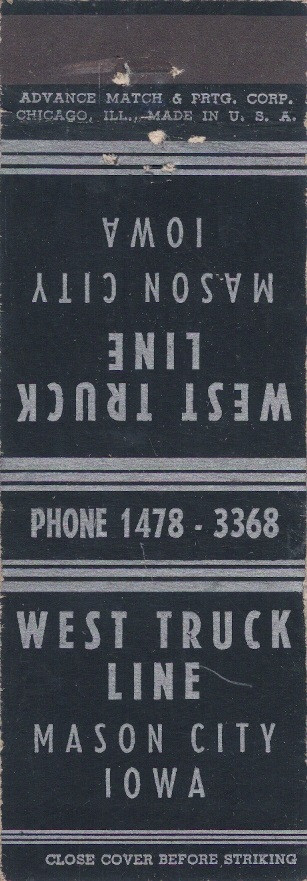 ADVANCE MATCH & PRTG. CORP.
CHICAGO, ILL., MADE IN U. S. A.
WEST TRUCK
LINE
MASON CITY
IOWA
PHONE 1478 - 3368
WEST TRUCK
LINE
MASON CITY
IOWA
CLOSE COVER BEFORE STRIKING